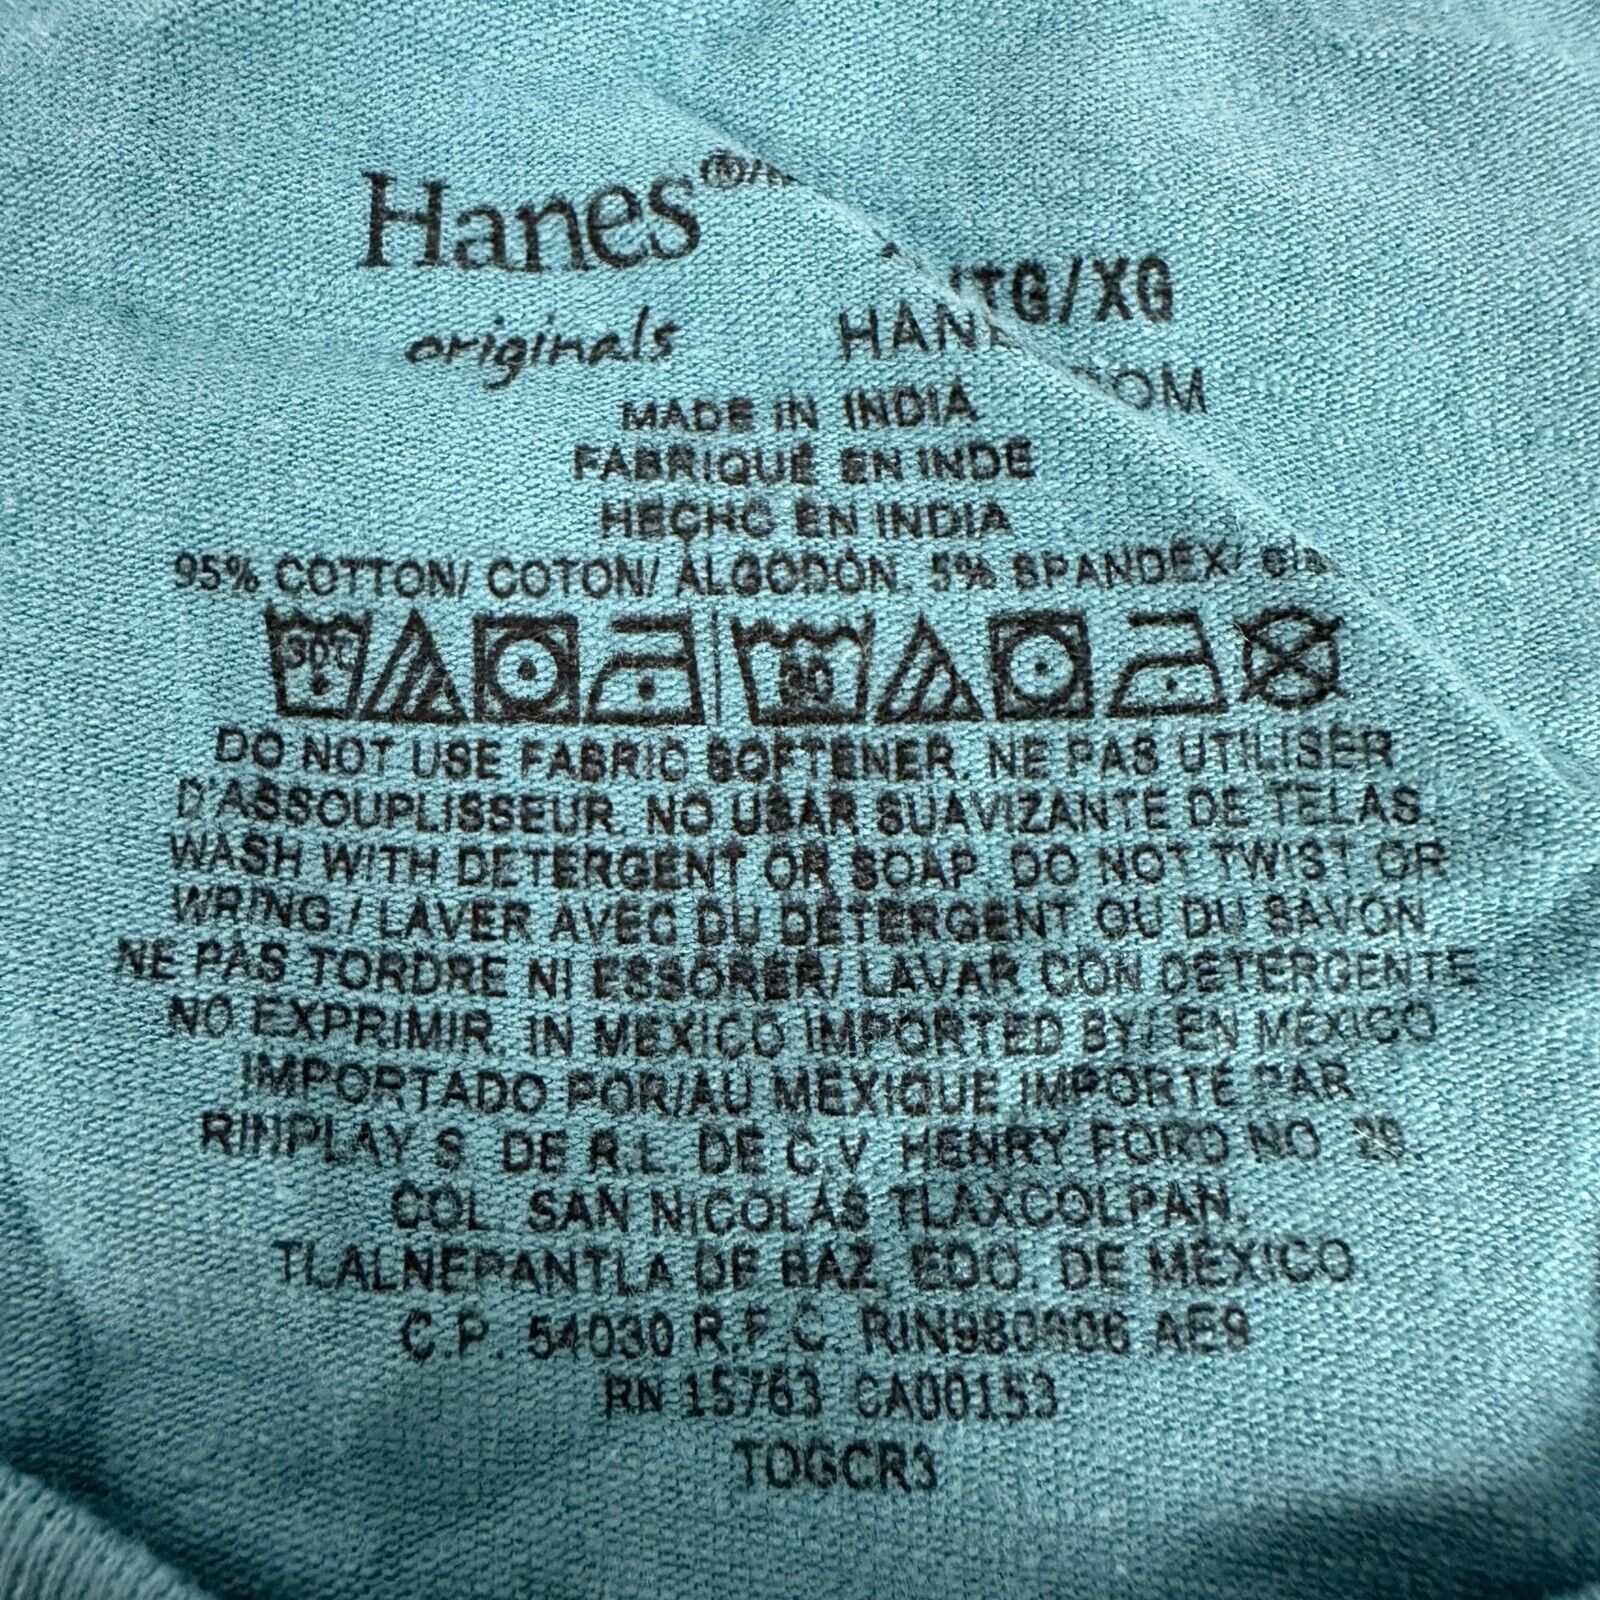 Hanes®
TG/XG
originals
MADE IN INDIA
FABRIQUÉ EN INDE
HECHO EN INDIA
95% COTTON/ COTON/ ALGODÓN. 5% SPANDEX/
30°C
30
DO NOT USE FABRIC SOFTENER. NE PAS UTILISER
D'ASSOUPLISSEUR. NO USAR SUAVIZANTE DE TELAS.
WASH WITH DETERGENT OR SOAP. DO NOT TWIST OR
WRING / LAVER AVEC DU DÉTERGENT OU DU SAVON
NE PAS TORDRE NI ESSORER/ LAVAR CON DETERGENTE
NO EXPRIMIR. IN MEXICO IMPORTED BY/ EN MÉXICO
IMPORTADO POR/AU MEXIQUE IMPORTÉ PAR
RINPLAY S. DE R.L. DE C.V. HENRY FORD NO.
COL. SAN NICOLÁS TLAXCOLPAN,
TLALNEPANTLA DE BAZ, EDO. DE MÉXICO
C.P. 54030 R.F.C. AE9
RN 15763 CA00153
TOGCR3